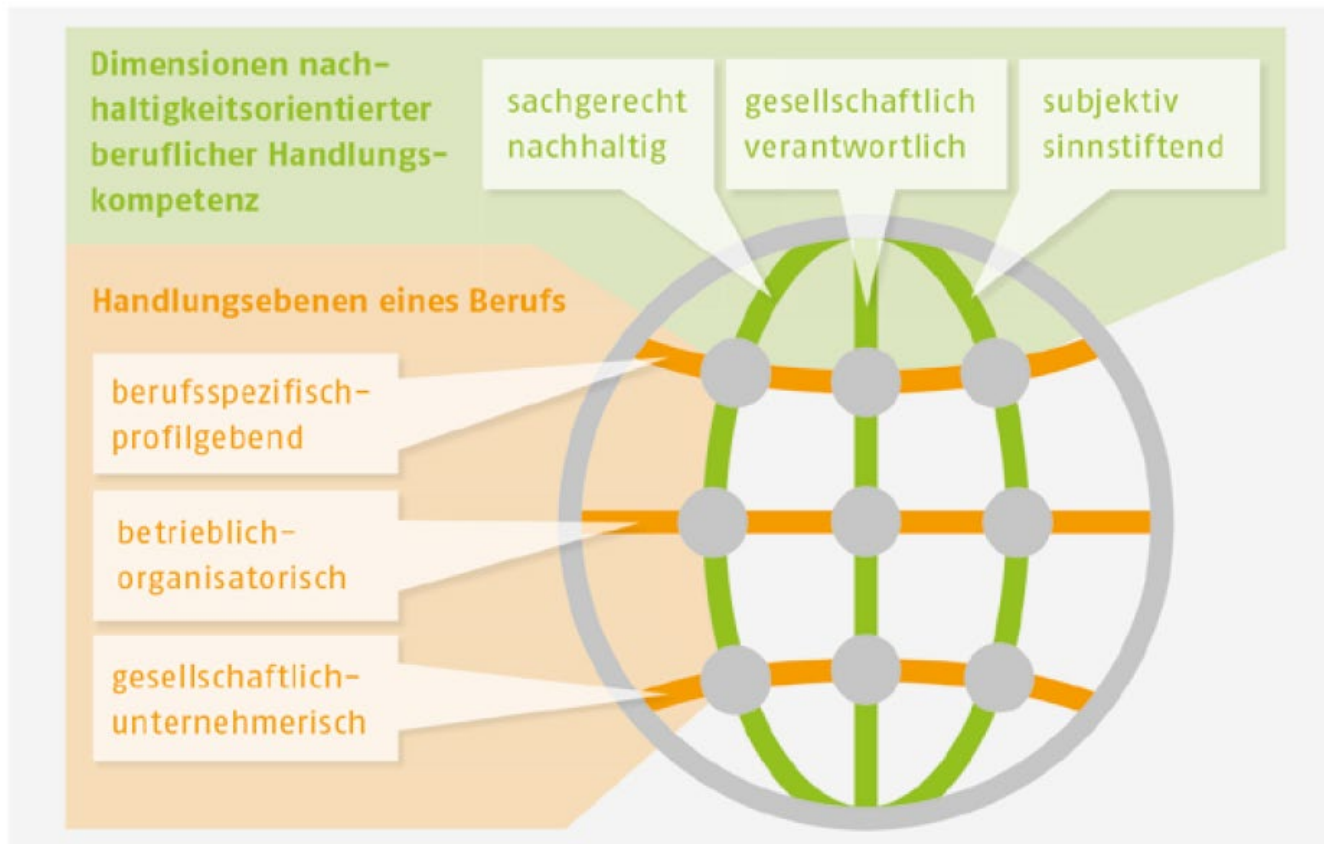 Dimensionen nach-
haltigkeitsorientierter
beruflicher Handlungs-
kompetenz
sachgerecht
nachhaltig
gesellschaftlich
verantwortlich
subjektiv
sinnstiftend
Handlungsebenen eines Berufs
berufsspezifisch-
profilgebend
betrieblich-
organisatorisch
gesellschaftlich-
unternehmerisch